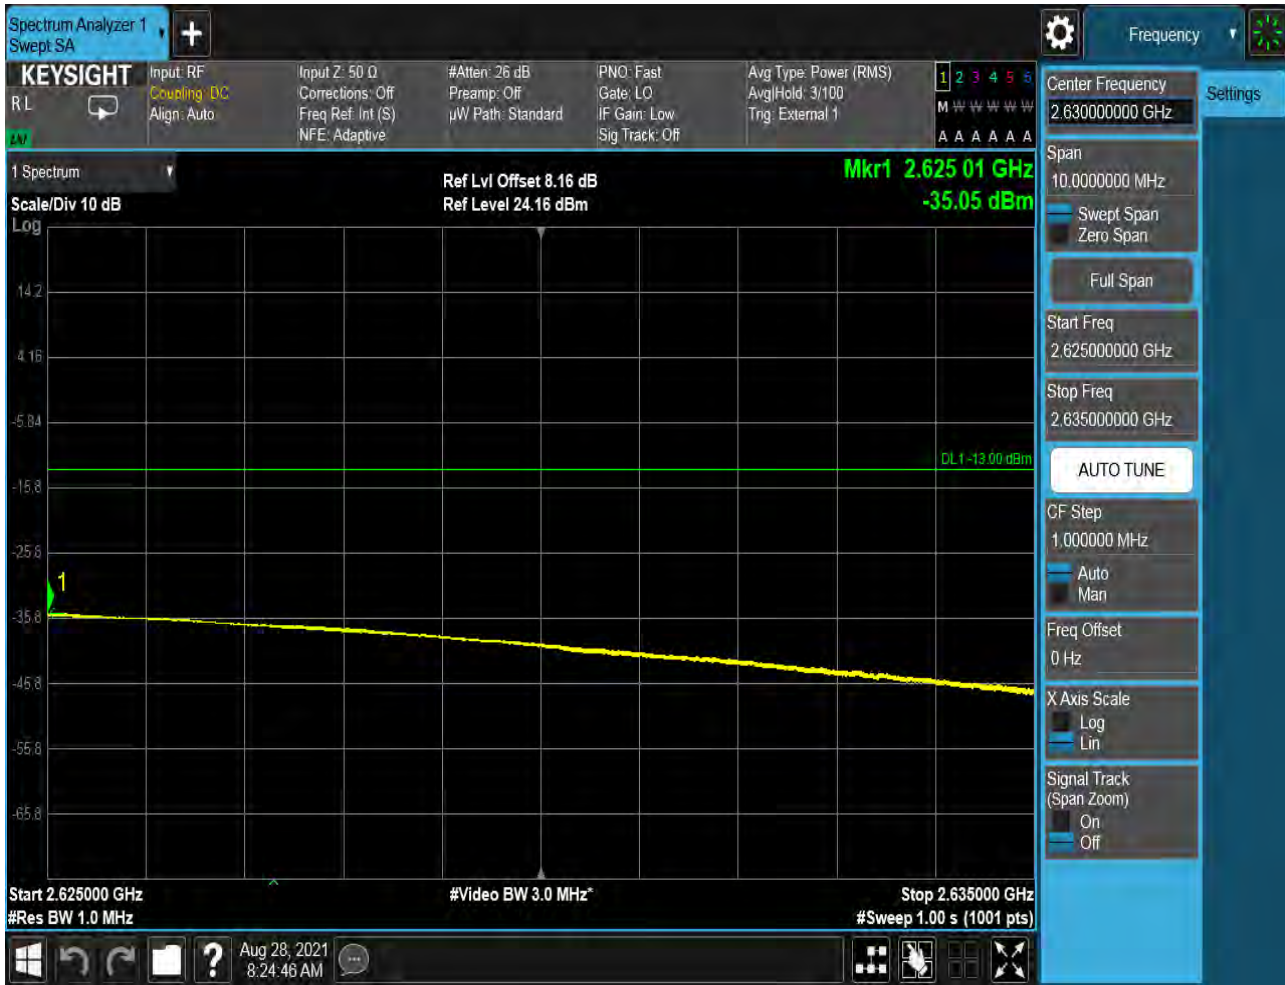 Spectrum Analyzer 1
Swept SA
Frequency
KEYSIGHT
R L
Input: RF
Coupling: DC
Align: Auto
Input Z: 50 Ω
Corrections: Off
Freq Ref: Int (S)
NFE: Adaptive
#Atten: 26 dB
Preamp: Off
µW Path: Standard
PNO: Fast
Gate: LO
IF Gain: Low
Sig Track: Off
Avg Type: Power (RMS)
Avg|Hold: 3/100
Trig: External 1
1 2 3 4 5 6
M W W W W W
A A A A A A
1 Spectrum
Scale/Div 10 dB
Log
Ref Lvl Offset 8.16 dB
Ref Level 24.16 dBm
Mkr1 2.625 01 GHz
-35.05 dBm
14.2
4.16
-5.84
DL1 -13.00 dBm
-15.8
-25.8
1
-35.8
-45.8
-55.8
-65.8
Start 2.625000 GHz
#Res BW 1.0 MHz
#Video BW 3.0 MHz*
Stop 2.635000 GHz
#Sweep 1.00 s (1001 pts)
Aug 28, 2021
8:24:46 AM
Center Frequency
2.630000000 GHz
Settings
Span
10.0000000 MHz
Swept Span
Zero Span
Full Span
Start Freq
2.625000000 GHz
Stop Freq
2.635000000 GHz
AUTO TUNE
CF Step
1.000000 MHz
Auto
Man
Freq Offset
0 Hz
X Axis Scale
Log
Lin
Signal Track
(Span Zoom)
On
Off